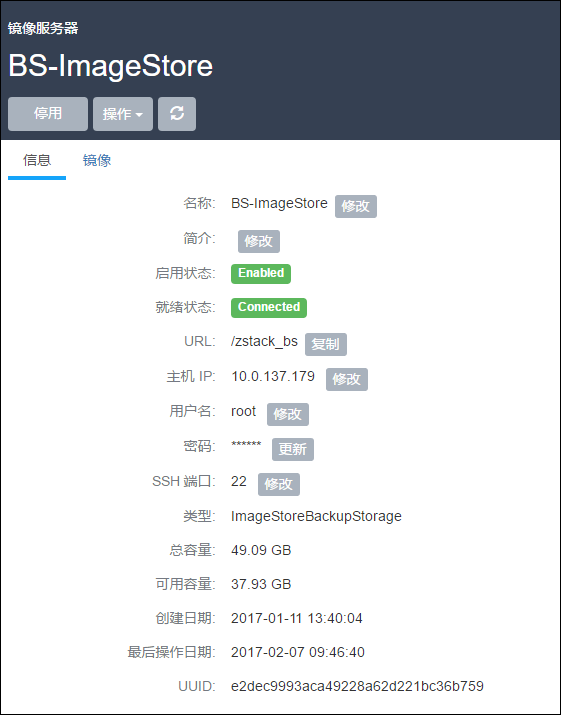 镜像服务器
BS-ImageStore
停用 操作
信息 镜像
名称: BS-ImageStore 修改
简介: 修改
启用状态: Enabled
就绪状态: Connected
URL: /zstack_bs 复制
主机 IP: 10.0.137.179 修改
用户名: root 修改
密码: ****** 更新
SSH 端口: 22 修改
类型: ImageStoreBackupStorage
总容量: 49.09 GB
可用容量: 37.93 GB
创建日期: 2017-01-11 13:40:04
最后操作日期: 2017-02-07 09:46:40
UUID: e2dec9993aca49228a62d221bc36b759